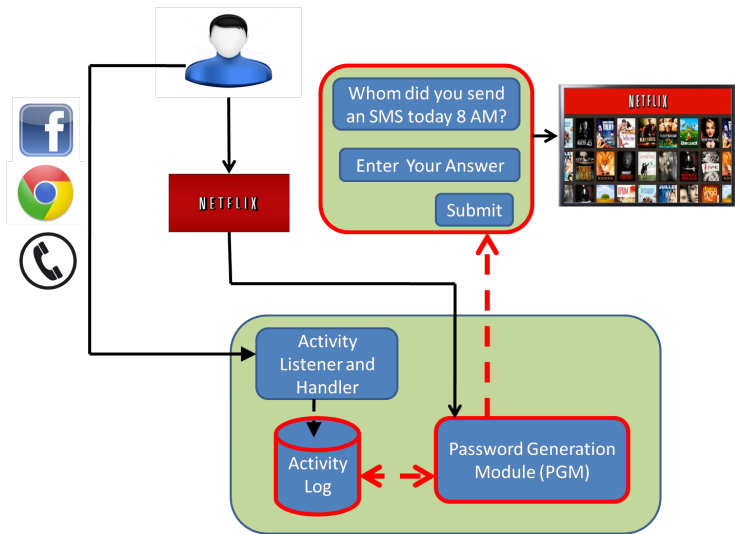 Whom did you send
an SMS today 8 AM?
NETFLIX
Enter Your Answer
NETFLIX
Submit
Activity
Listener and
Handler
Activity
Log
Password Generation
Module (PGM)